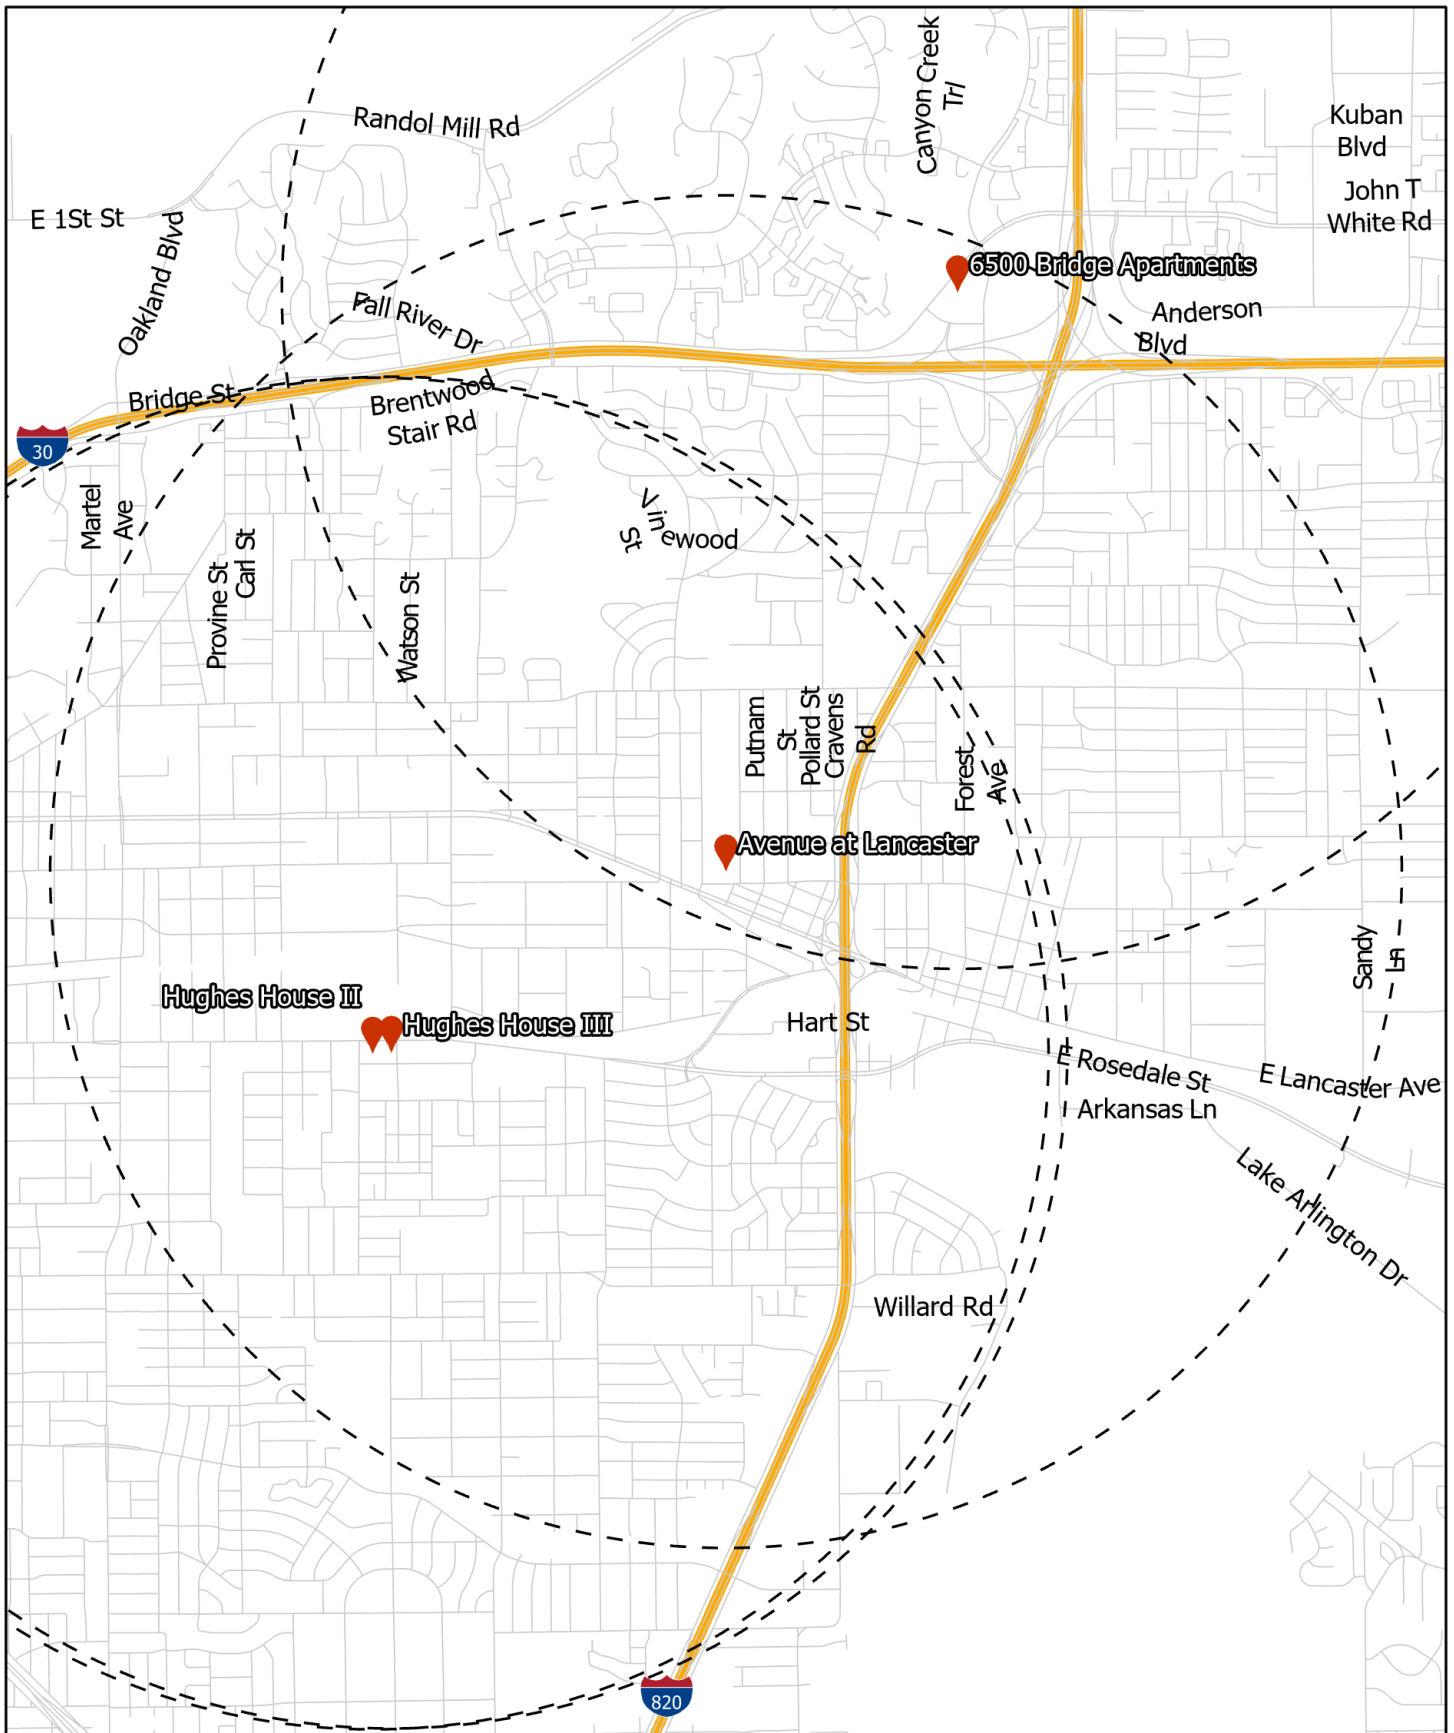 Canyon Creek
Trl
Randol Mill Rd
Kuban
Blvd
John T
White Rd
E 1St St
Oakland Blvd
6500 Bridge Apartments
Fall River Dr
Anderson
Blvd
Bridge St
Brentwood
Stair Rd
30
Martel
Ave
Vinewood
St
Provine St
Carl St
Watson St
Putnam
St
Pollard St
Cravens
Rd
Forest
Ave
Avenue at Lancaster
Sandy
Ln
Hughes House II
Hughes House III
Hart St
E Rosedale St
E Lancaster Ave
Arkansas Ln
Lake Arlington Dr
Willard Rd
820